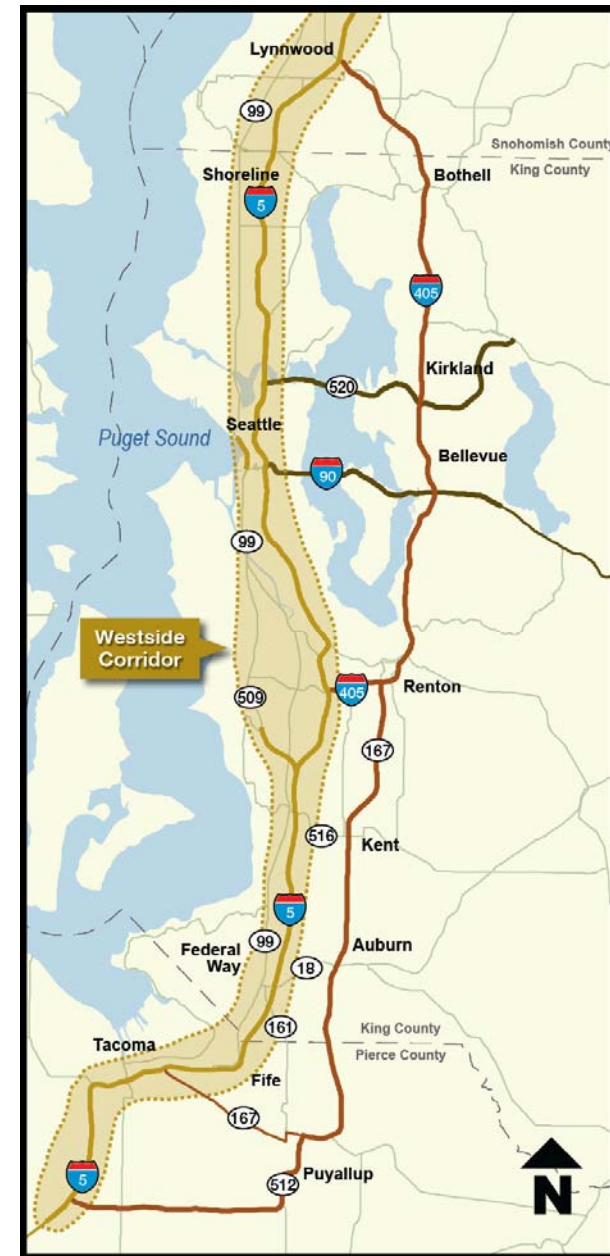 Lynnwood
99
Snohomish County
King County
Shoreline
Bothell
5
405
Kirkland
520
Seattle
Puget Sound
Bellevue
90
99
Westside
Corridor
405
Renton
509
167
516
Kent
5
99
Auburn
Federal
Way
18
161
King County
Pierce County
Tacoma
Fife
167
5
512
Puyallup
N